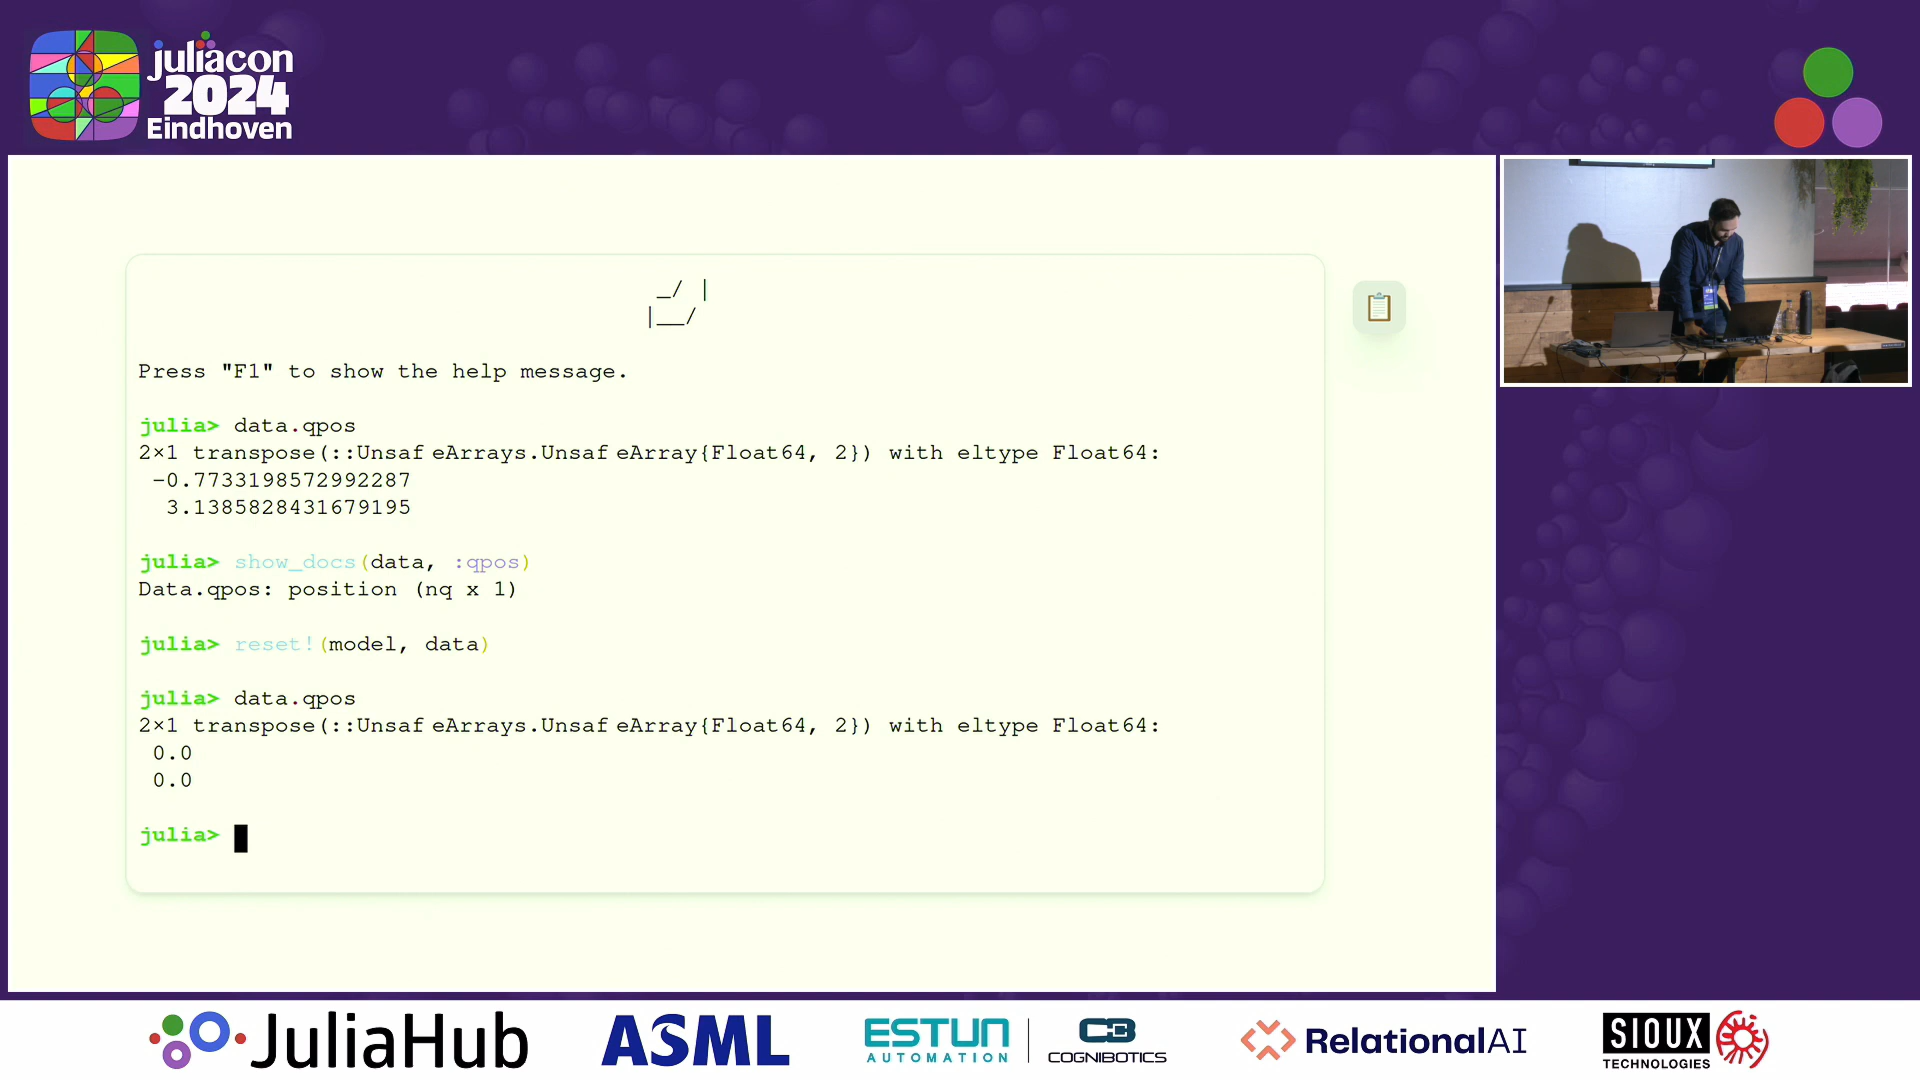 juliacon
2024
Eindhoven
_/ |
|__/
Press "F1" to show the help message.
julia> data.qpos
2×1 transpose(::UnsafeArrays.UnsafeArray{Float64, 2}) with eltype Float64:
-0.7733198572992287
3.1385828431679195
julia> show_docs(data, :qpos)
Data.qpos: position (nq x 1)
julia> reset!(model, data)
julia> data.qpos
2×1 transpose(::UnsafeArrays.UnsafeArray{Float64, 2}) with eltype Float64:
0.0
0.0
julia>
JuliaHub
ASML
ESTUN
AUTOMATION
COGNIBOTICS
RelationalAI
SIOUX
TECHNOLOGIES